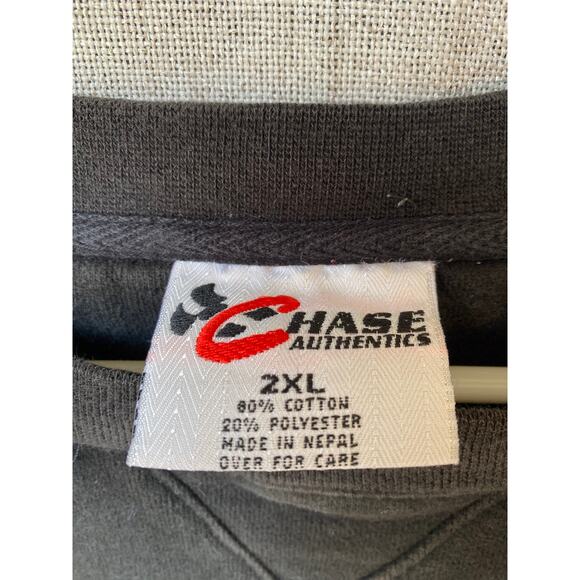 CHASE
AUTHENTICS
2XL
80% COTTON
20% POLYESTER
MADE IN NEPAL
OVER FOR CARE